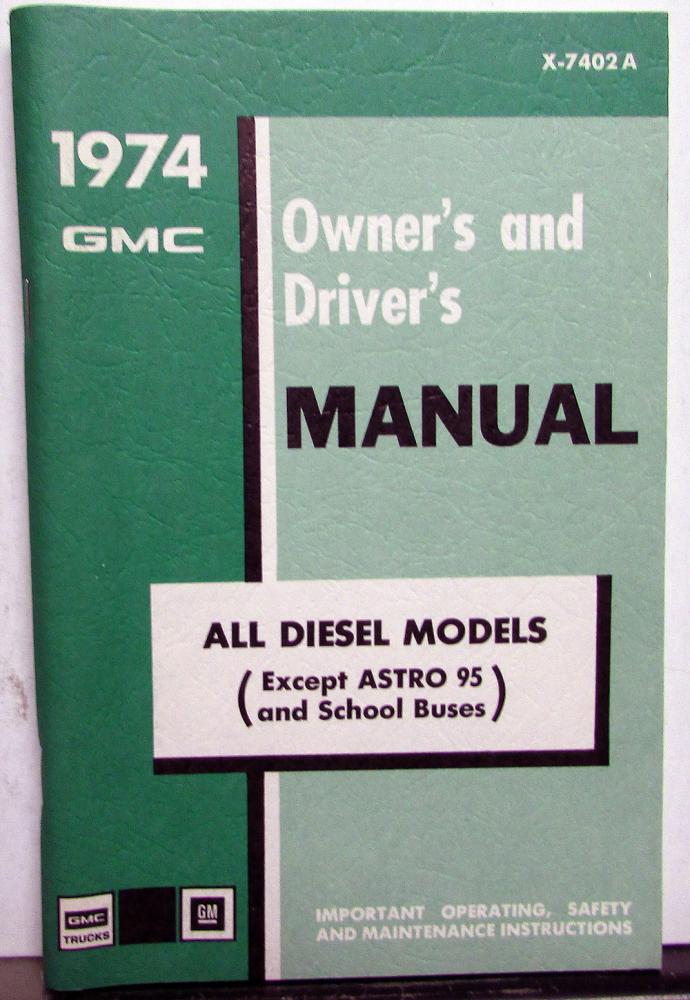 X-7402 A
1974
GMC
Owner's and
Driver's
MANUAL
ALL DIESEL MODELS
(Except ASTRO 95
and School Buses)
GMC
TRUCKS
GM
IMPORTANT OPERATING, SAFETY
AND MAINTENANCE INSTRUCTIONS